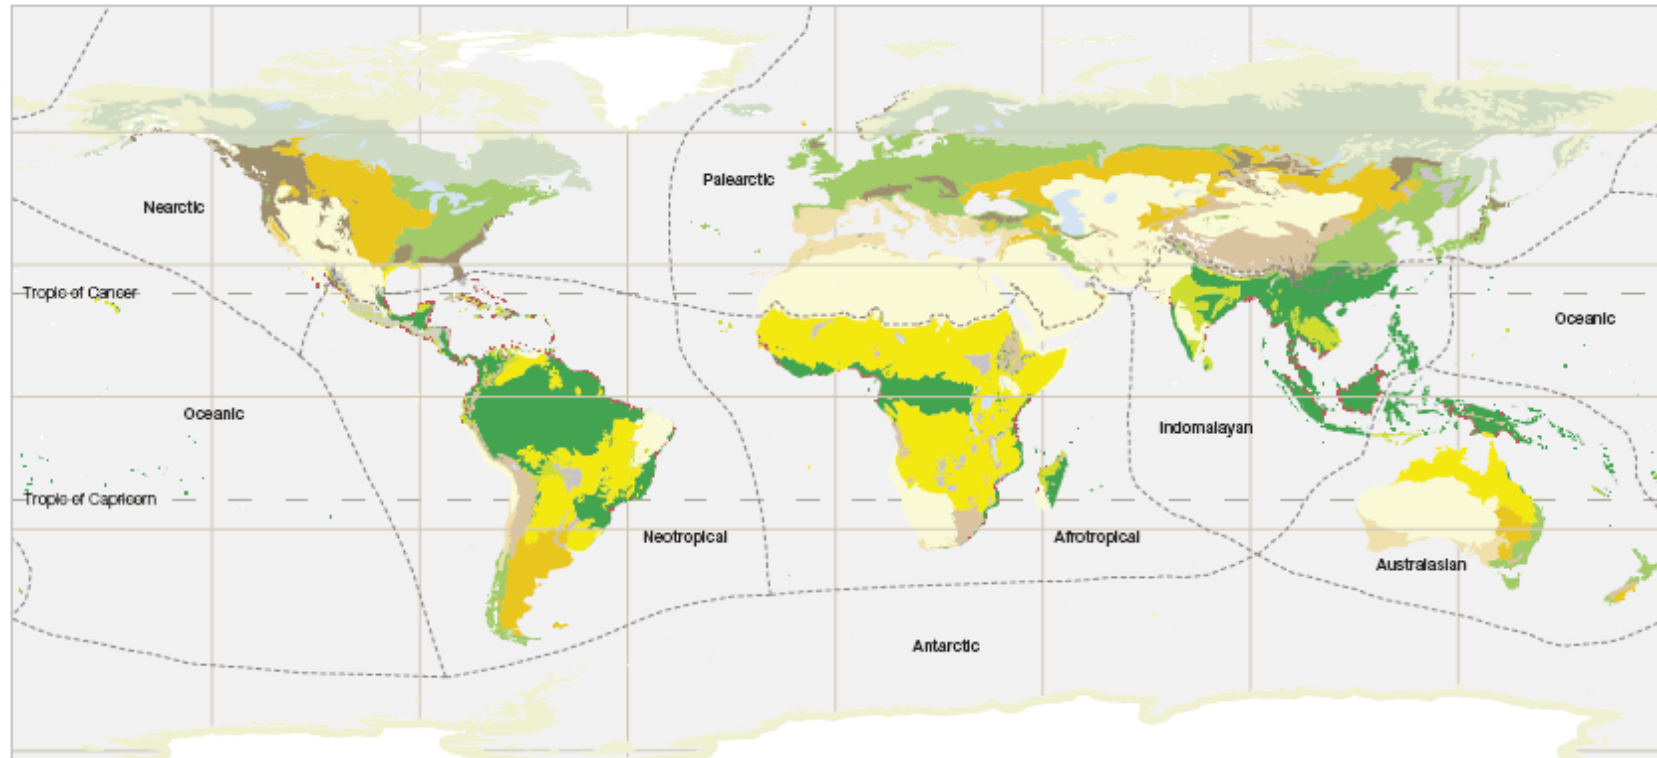 Palearctic
Nearctic
Tropic of Cancer
Oceanic
Oceanic
Indomalayan
Tropic of Capricorn
Neotropical
Afrotropical
Australasian
Antarctic